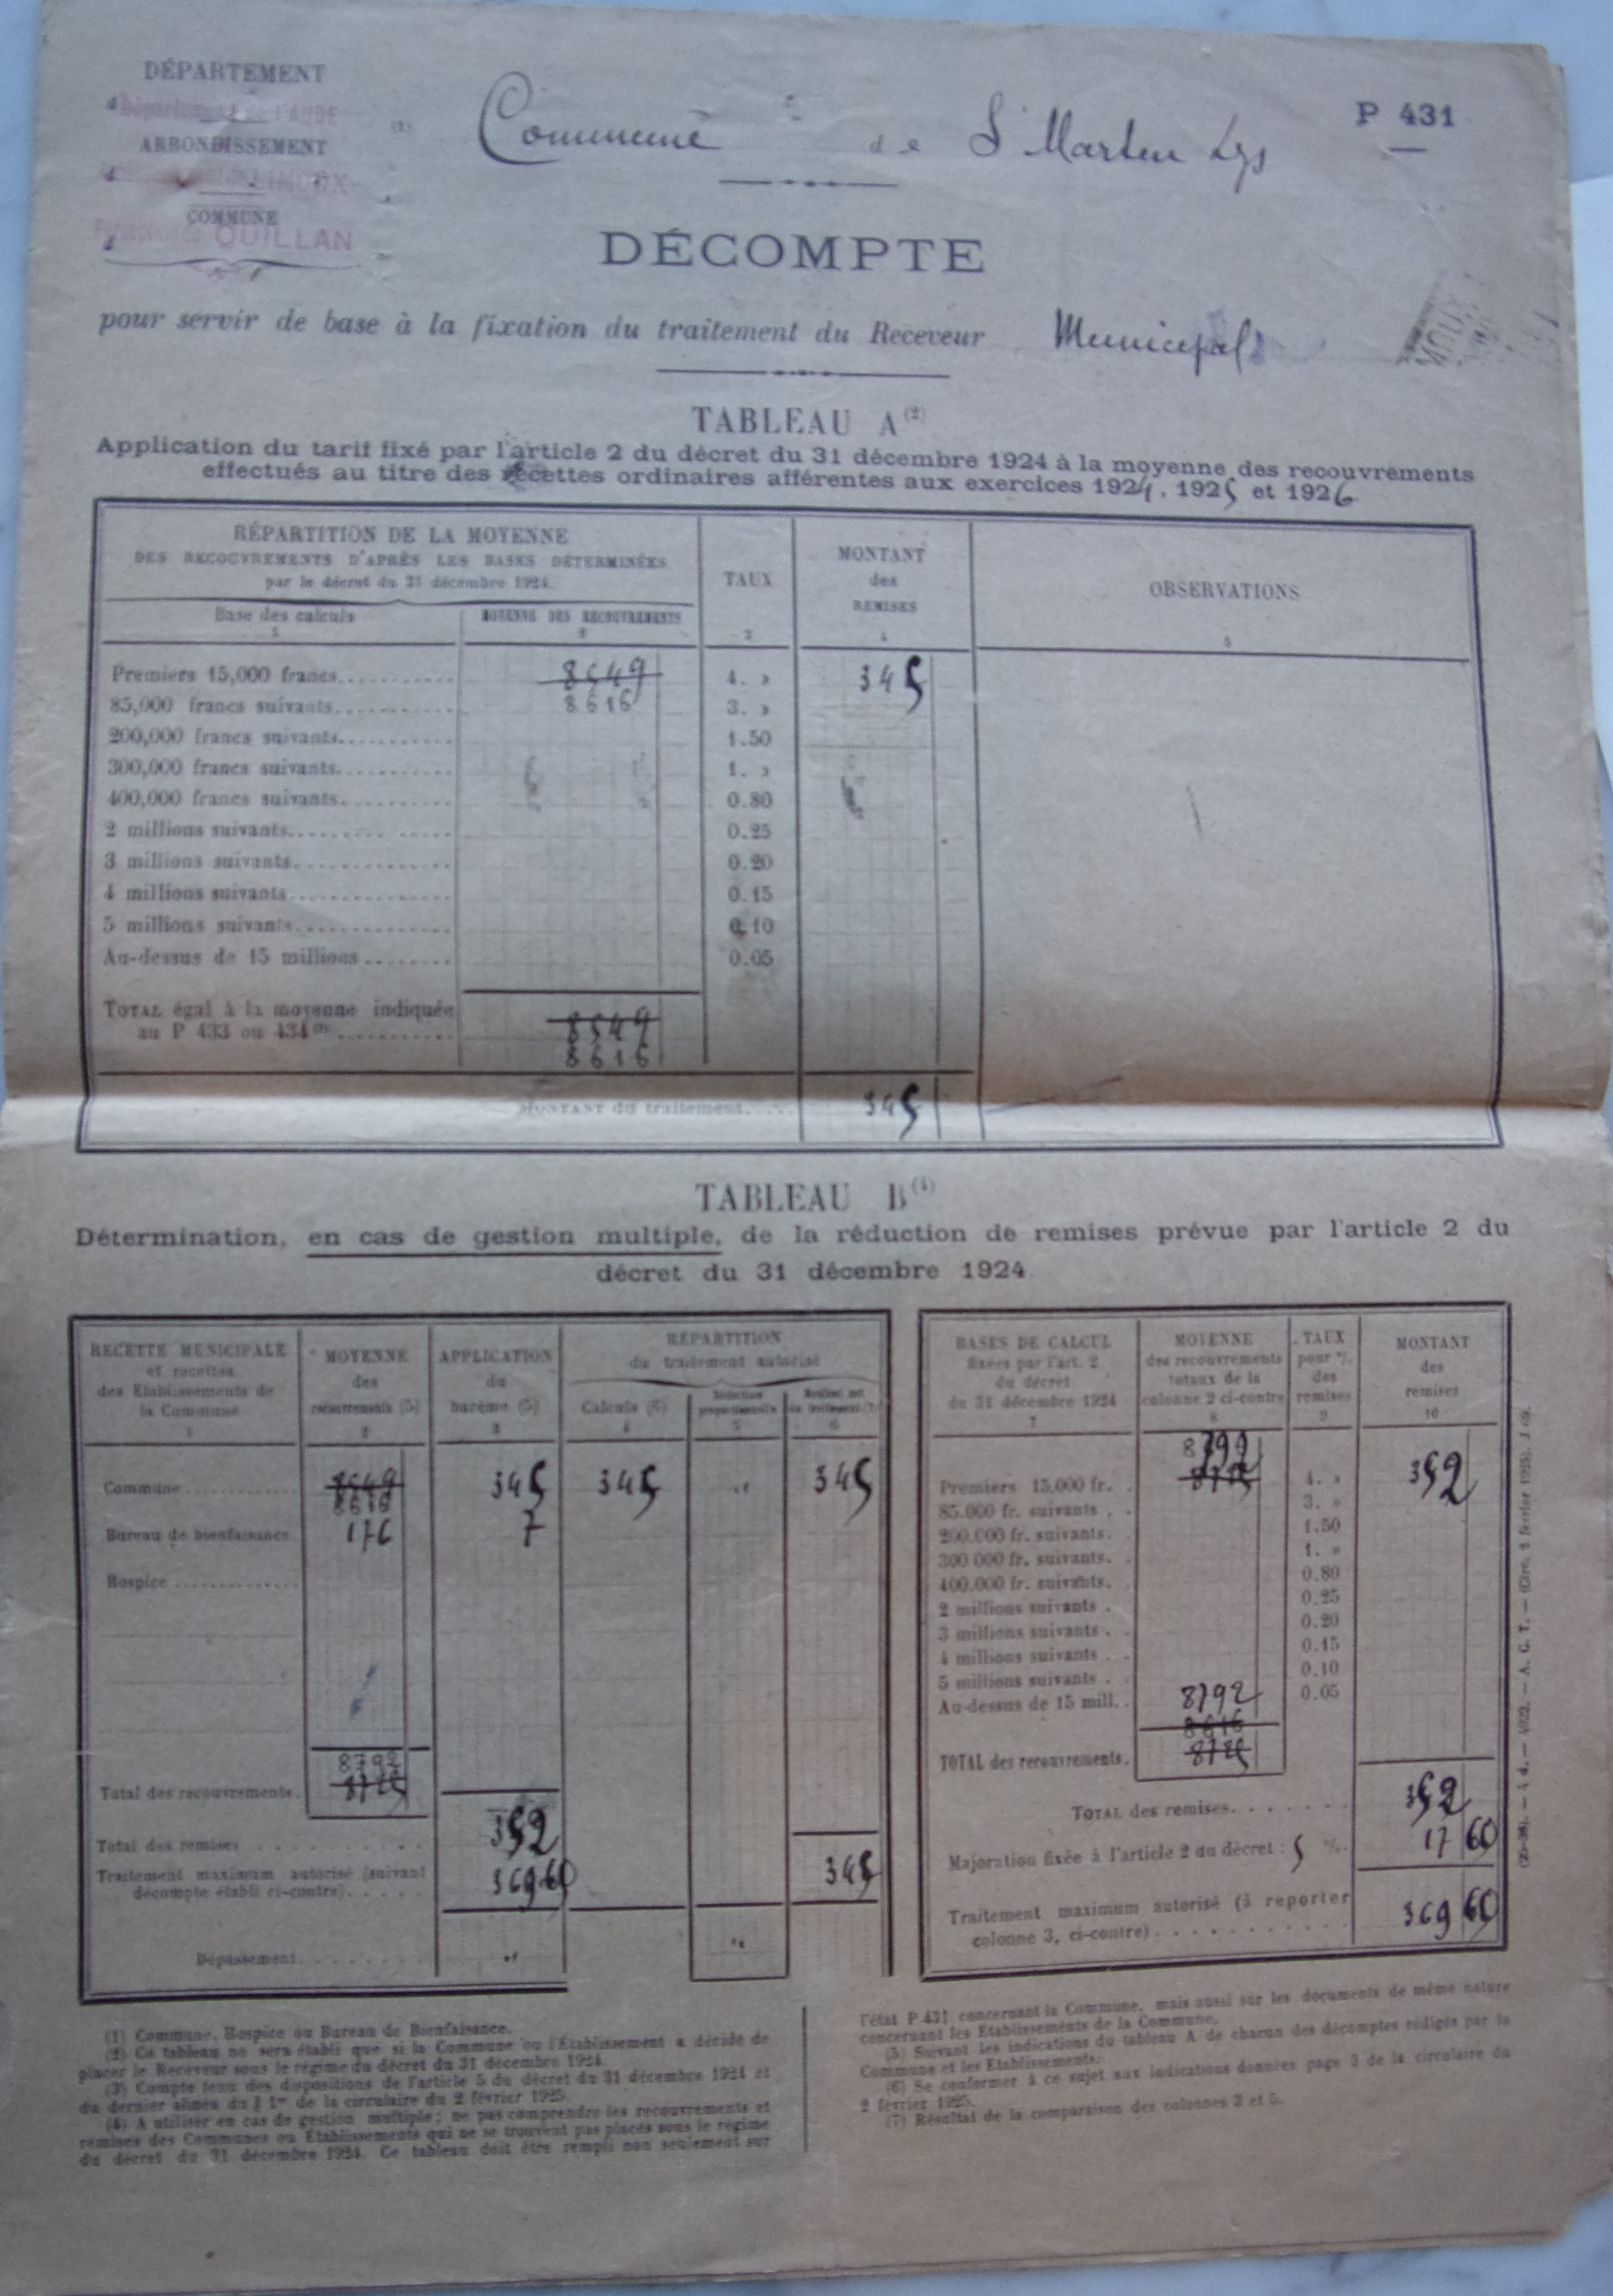 DÉPARTEMENT
d Département de l'AUDE
ARRONDISSEMENT
d LIMOUX
COMMUNE
d QUILLAN
(1) Commune de St Martin Lys
P 431
DÉCOMPTE
pour servir de base à la fixation du traitement du Receveur Municipal
TABLEAU A (2)
Application du tarif fixé par l'article 2 du décret du 31 décembre 1924 à la moyenne des recouvrements
effectués au titre des recettes ordinaires afférentes aux exercices 1924, 1925 et 1926.
RÉPARTITION DE LA MOYENNE
DES RECOUVREMENTS D'APRÈS LES BASES DÉTERMINÉES
par le décret du 31 décembre 1924.
TAUX
MONTANT
des
REMISES
OBSERVATIONS
Base des calculs MOYENNE DES RECOUVREMENTS
1 2 3 4 5
Premiers 15,000 francs 8549 4. » 345
85,000 francs suivants 8616 3. »
200,000 francs suivants 1.50
300,000 francs suivants 1. »
400,000 francs suivants 0.80
2 millions suivants 0.25
3 millions suivants 0.20
4 millions suivants 0.15
5 millions suivants 0.10
Au-dessus de 15 millions 0.05
TOTAL égal à la moyenne indiquée
au P 433 ou 434 (3) 8549
8616
MONTANT du traitement 345
TABLEAU B (4)
Détermination, en cas de gestion multiple, de la réduction de remises prévue par l'article 2 du
décret du 31 décembre 1924.
RECETTE MUNICIPALE
et recettes
des Etablissements de
la Commune
1
MOYENNE
des
recouvrements (5)
2
APPLICATION
du
barème (5)
3
RÉPARTITION
du traitement autorisé
Calculs (6)
4
Réduction
proportionnelle
5
Montant net
du traitement (7)
6
Commune 8549 345 345 " 345
8616
Bureau de bienfaisance 176 7
Hospice
8792
Total des recouvrements. 8725
Total des remises 352
Traitement maximum autorisé (suivant
décompte établi ci-contre) 369 60 345
Dépassement " "
BASES DE CALCUL
fixées par l'art. 2
du décret
du 31 décembre 1924
7
MOYENNE
des recouvrements
totaux de la
colonne 2 ci-contre
8
TAUX
pour %
des
remises
9
MONTANT
des
remises
10
8792
Premiers 15,000 fr. 8725 4. » 352
85.000 fr. suivants 3. »
200.000 fr. suivants. 1.50
300 000 fr. suivants. 1. »
400.000 fr. suivants. 0.80
2 millions suivants 0.25
3 millions suivants 0.20
4 millions suivants 0.15
5 millions suivants 0.10
Au-dessus de 15 mill. 8792 0.05
8616
TOTAL des recouvrements. 8725
TOTAL des remises 352
Majoration fixée à l'article 2 du décret : 5 %. 17 60
Traitement maximum autorisé (à reporter
colonne 3, ci-contre) 369 60
(1) Commune, Hospice ou Bureau de Bienfaisance.
(2) Ce tableau ne sera établi que si la Commune ou l'Établissement a décidé de
placer le Receveur sous le régime du décret du 31 décembre 1924.
(3) Compte tenu des dispositions de l'article 5 du décret du 31 décembre 1924 et
du dernier alinéa du § 1er de la circulaire du 2 février 1925.
(4) A utiliser en cas de gestion multiple ; ne pas comprendre les recouvrements et
remises des Communes ou Établissements qui ne se trouvent pas placés sous le régime
du décret du 31 décembre 1924. Ce tableau doit être rempli non seulement sur
l'état P 431 concernant la Commune, mais aussi sur les documents de même nature
concernant les Etablissements de la Commune.
(5) Suivant les indications du tableau A de chacun des décomptes rédigés par la
Commune et les Etablissements.
(6) Se conformer à ce sujet aux indications données page 3 de la circulaire du
2 février 1925.
(7) Résultat de la comparaison des colonnes 3 et 5.